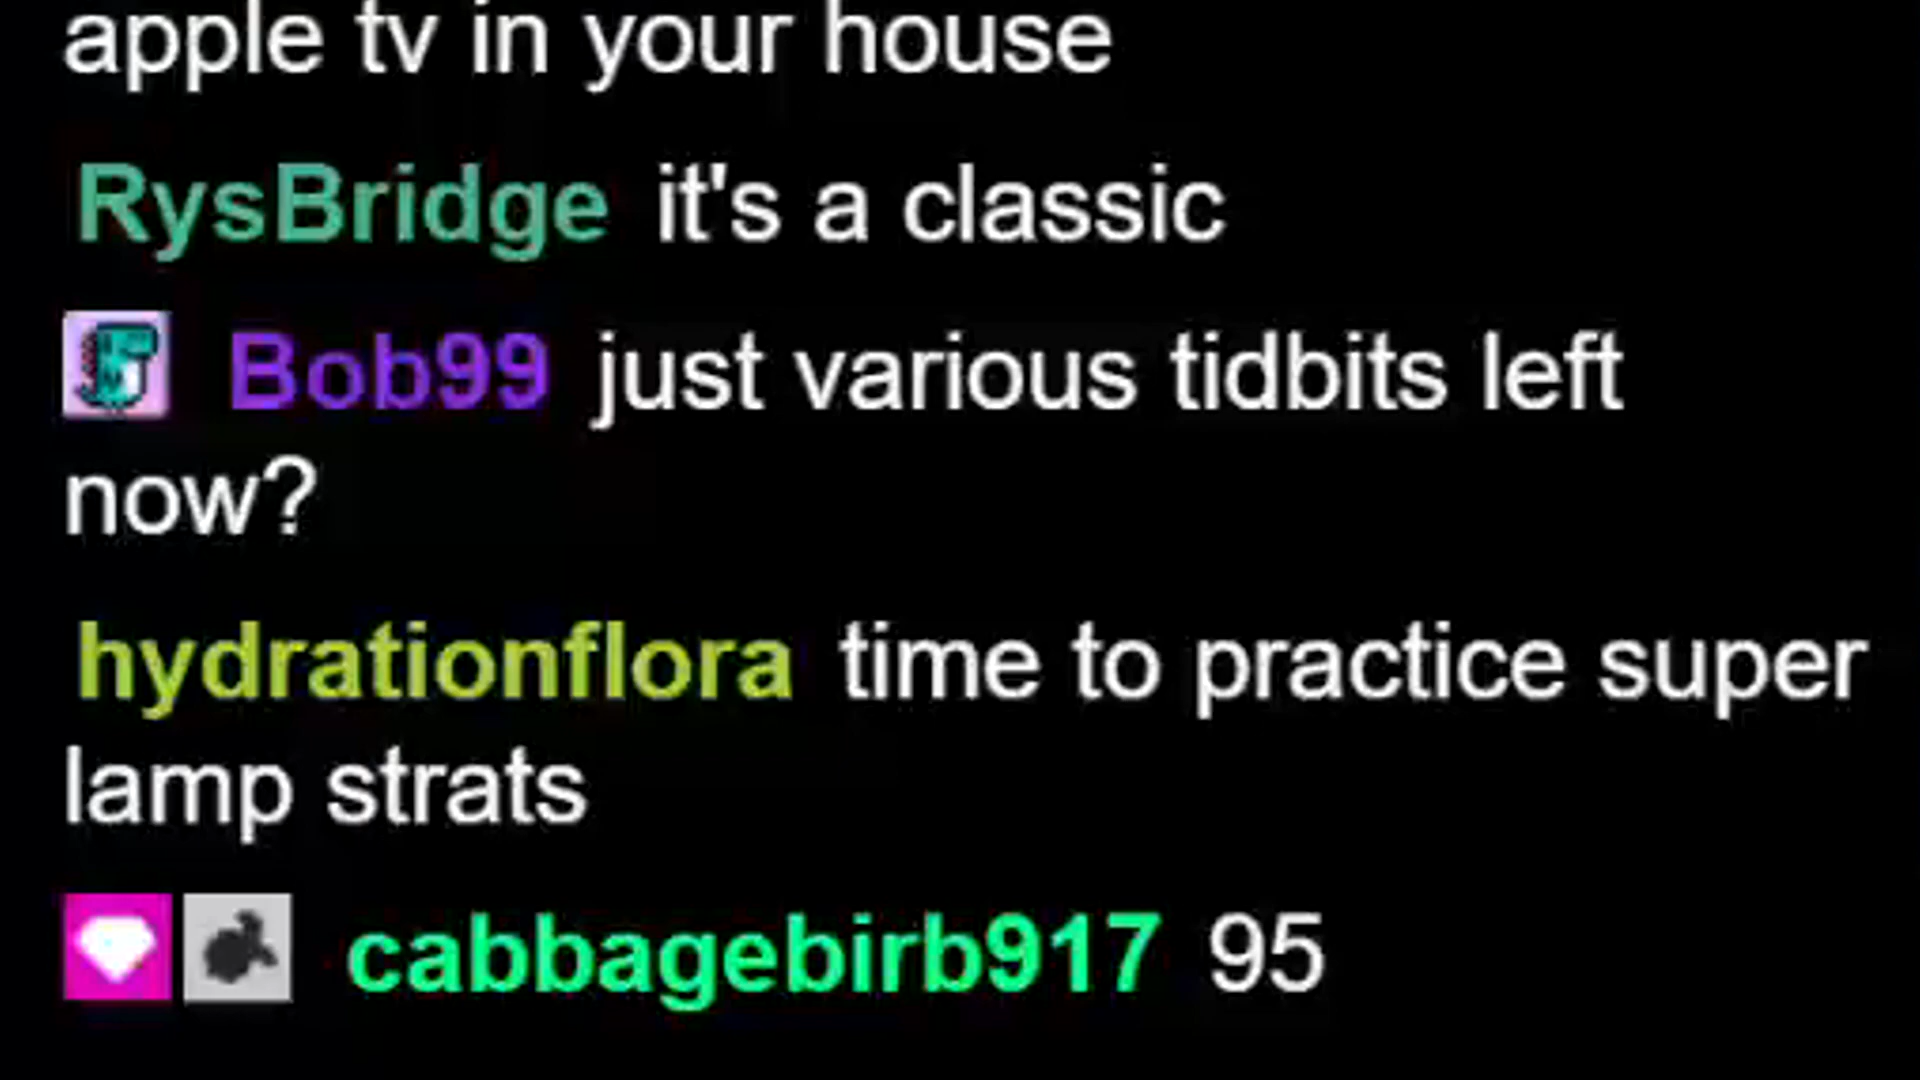 apple tv in your house
RysBridge it's a classic
Bob99 just various tidbits left
now?
hydrationflora time to practice super
lamp strats
cabbagebirb917 95